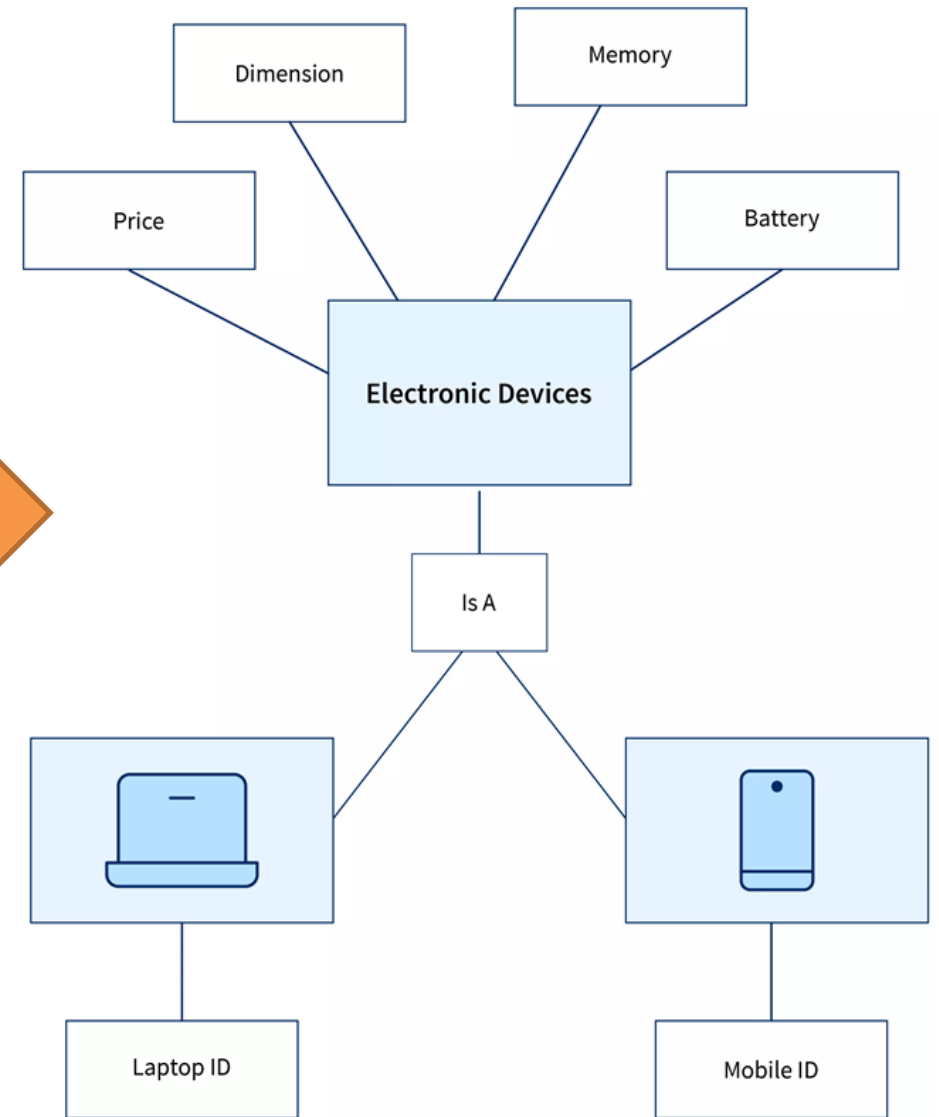 Dimension
Memory
Price
Battery
Electronic Devices
Is A
Laptop ID
Mobile ID